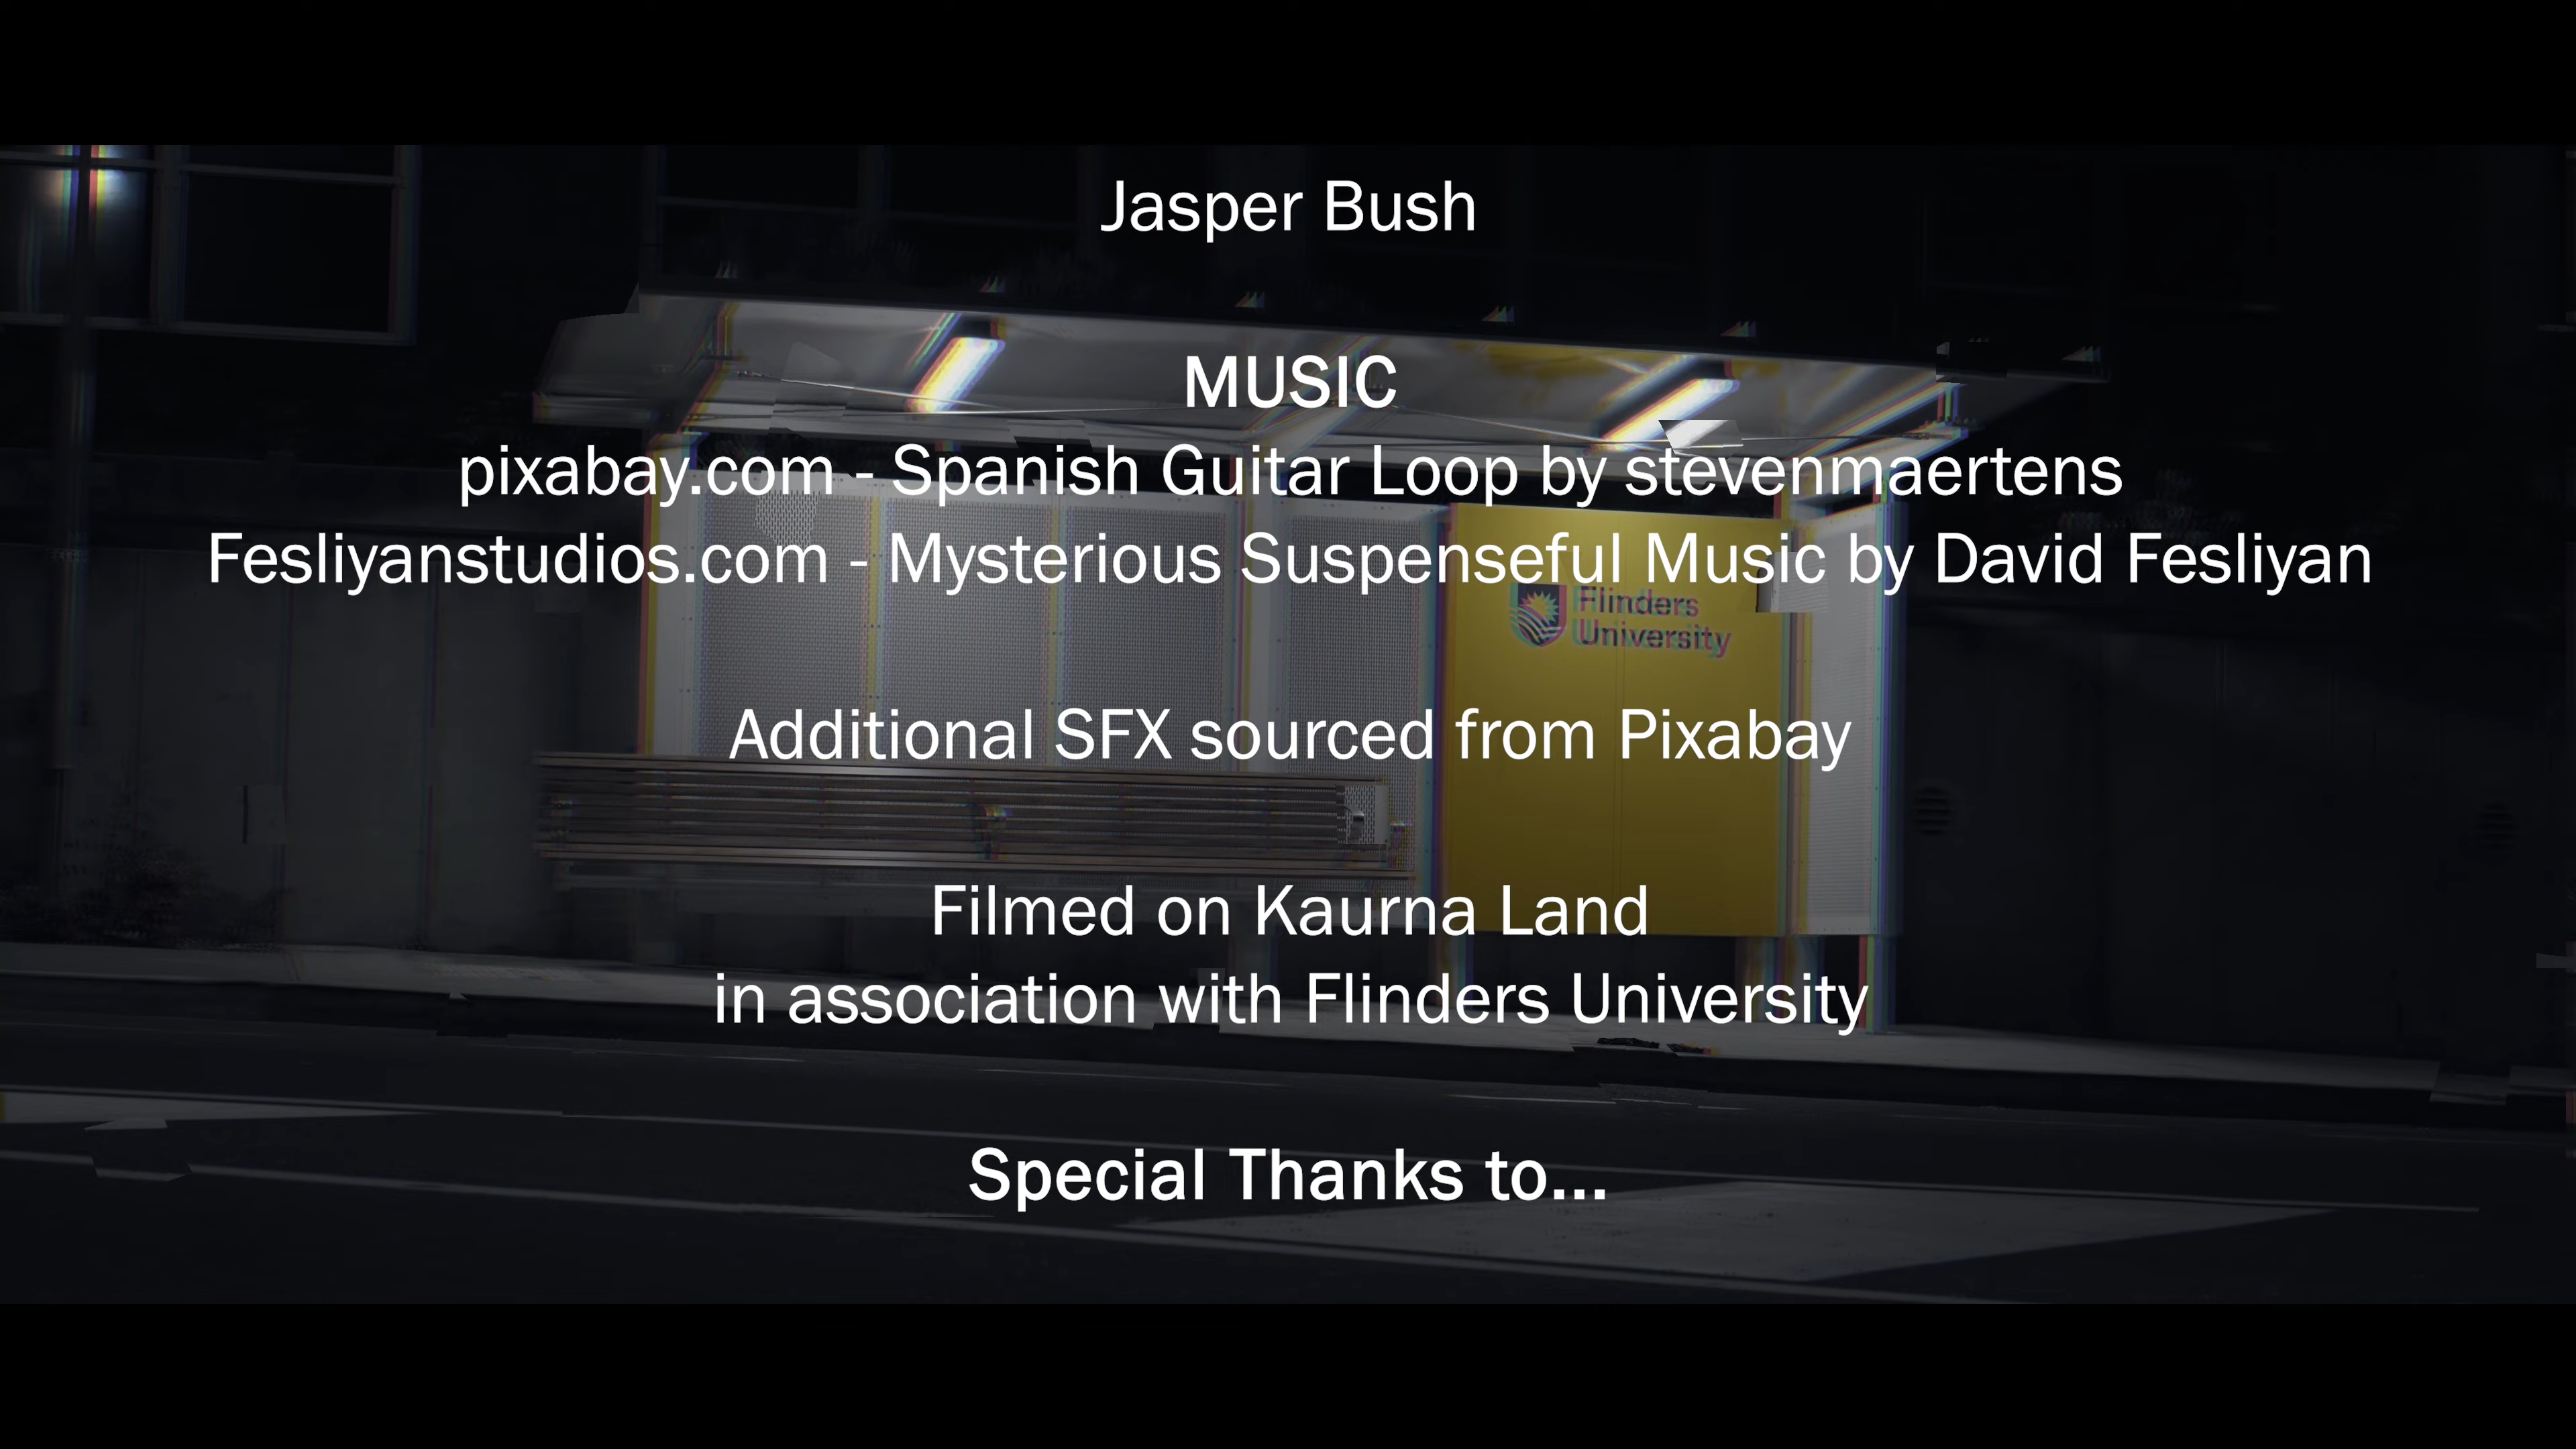 Jasper Bush
MUSIC
pixabay.com - Spanish Guitar Loop by stevenmaertens
Fesliyanstudios.com - Mysterious Suspenseful Music by David Fesliyan
Flinders
University
Additional SFX sourced from Pixabay
Filmed on Kaurna Land
in association with Flinders University
Special Thanks to...